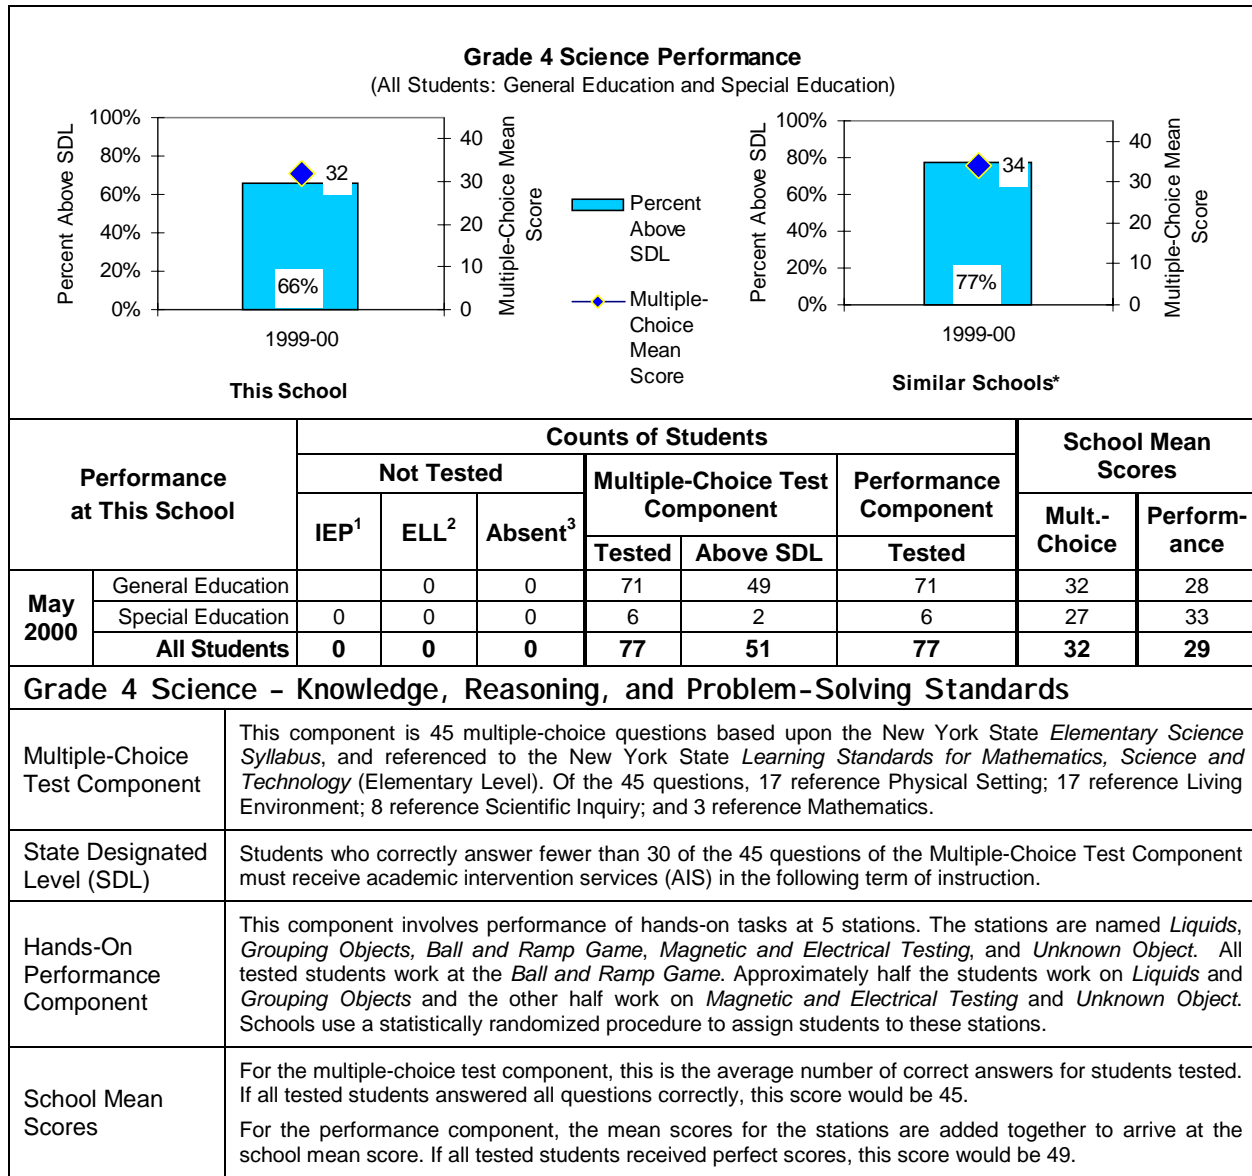 Grade 4 Science Performance
(All Students: General Education and Special Education)
Percent Above SDL
100%
80%
60%
40%
20%
0%
32
66%
40
30
20
10
0
Multiple-Choice Mean
Score
1999-00
This School
Percent
Above
SDL
Multiple-
Choice
Mean
Score
Percent Above SDL
100%
80%
60%
40%
20%
0%
34
77%
40
30
20
10
0
Multiple-Choice Mean
Score
1999-00
Similar Schools*
Performance
at This School
Counts of Students
School Mean
Scores
Not Tested
Multiple-Choice Test
Component
Performance
Component
IEP1 ELL2 Absent3
Tested Above SDL Tested
Mult.-
Choice
Perform-
ance
May
2000
General Education 0 0 71 49 71 32 28
Special Education 0 0 0 6 2 6 27 33
All Students 0 0 0 77 51 77 32 29
Grade 4 Science – Knowledge, Reasoning, and Problem-Solving Standards
Multiple-Choice
Test Component
This component is 45 multiple-choice questions based upon the New York State Elementary Science
Syllabus, and referenced to the New York State Learning Standards for Mathematics, Science and
Technology (Elementary Level). Of the 45 questions, 17 reference Physical Setting; 17 reference Living
Environment; 8 reference Scientific Inquiry; and 3 reference Mathematics.
State Designated
Level (SDL)
Students who correctly answer fewer than 30 of the 45 questions of the Multiple-Choice Test Component
must receive academic intervention services (AIS) in the following term of instruction.
Hands-On
Performance
Component
This component involves performance of hands-on tasks at 5 stations. The stations are named Liquids,
Grouping Objects, Ball and Ramp Game, Magnetic and Electrical Testing, and Unknown Object. All
tested students work at the Ball and Ramp Game. Approximately half the students work on Liquids and
Grouping Objects and the other half work on Magnetic and Electrical Testing and Unknown Object.
Schools use a statistically randomized procedure to assign students to these stations.
School Mean
Scores
For the multiple-choice test component, this is the average number of correct answers for students tested.
If all tested students answered all questions correctly, this score would be 45.
For the performance component, the mean scores for the stations are added together to arrive at the
school mean score. If all tested students received perfect scores, this score would be 49.